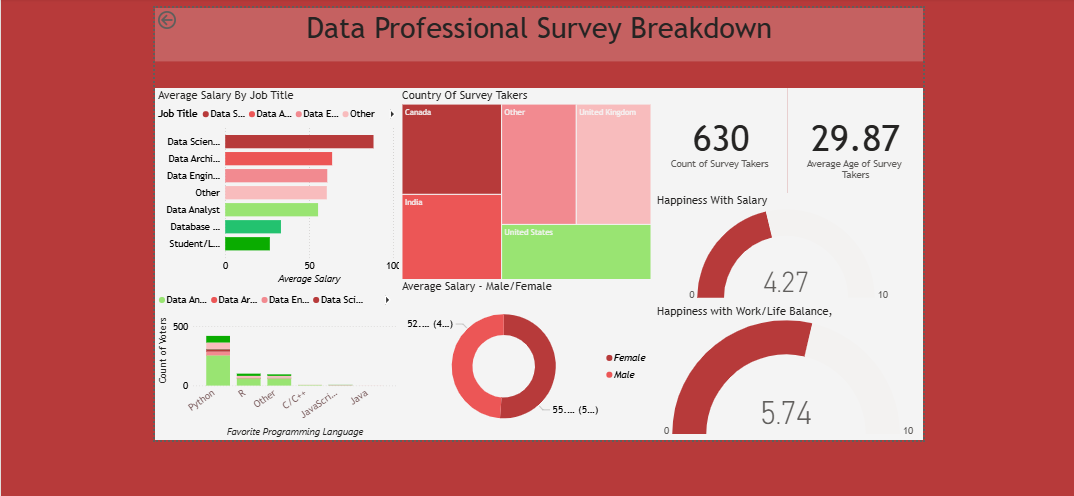 Data Professional Survey Breakdown
Average Salary By Job Title
Job Title Data S... Data A... Data E... Other
Data Scien...
Data Archi...
Data Engin...
Other
Data Analyst
Database ...
Student/L...
0 50 100
Average Salary
Country Of Survey Takers
Canada
Other
United Kingdom
India
United States
630
Count of Survey Takers
29.87
Average Age of Survey
Takers
Happiness With Salary
4.27
0 10
Data An... Data Ar... Data En... Data Sci...
Count of Voters
500
0
Python R Other C/C++ JavaScri... Java
Favorite Programming Language
Average Salary - Male/Female
52.... (4...)
55.... (5...)
Female
Male
Happiness with Work/Life Balance,
5.74
0 10